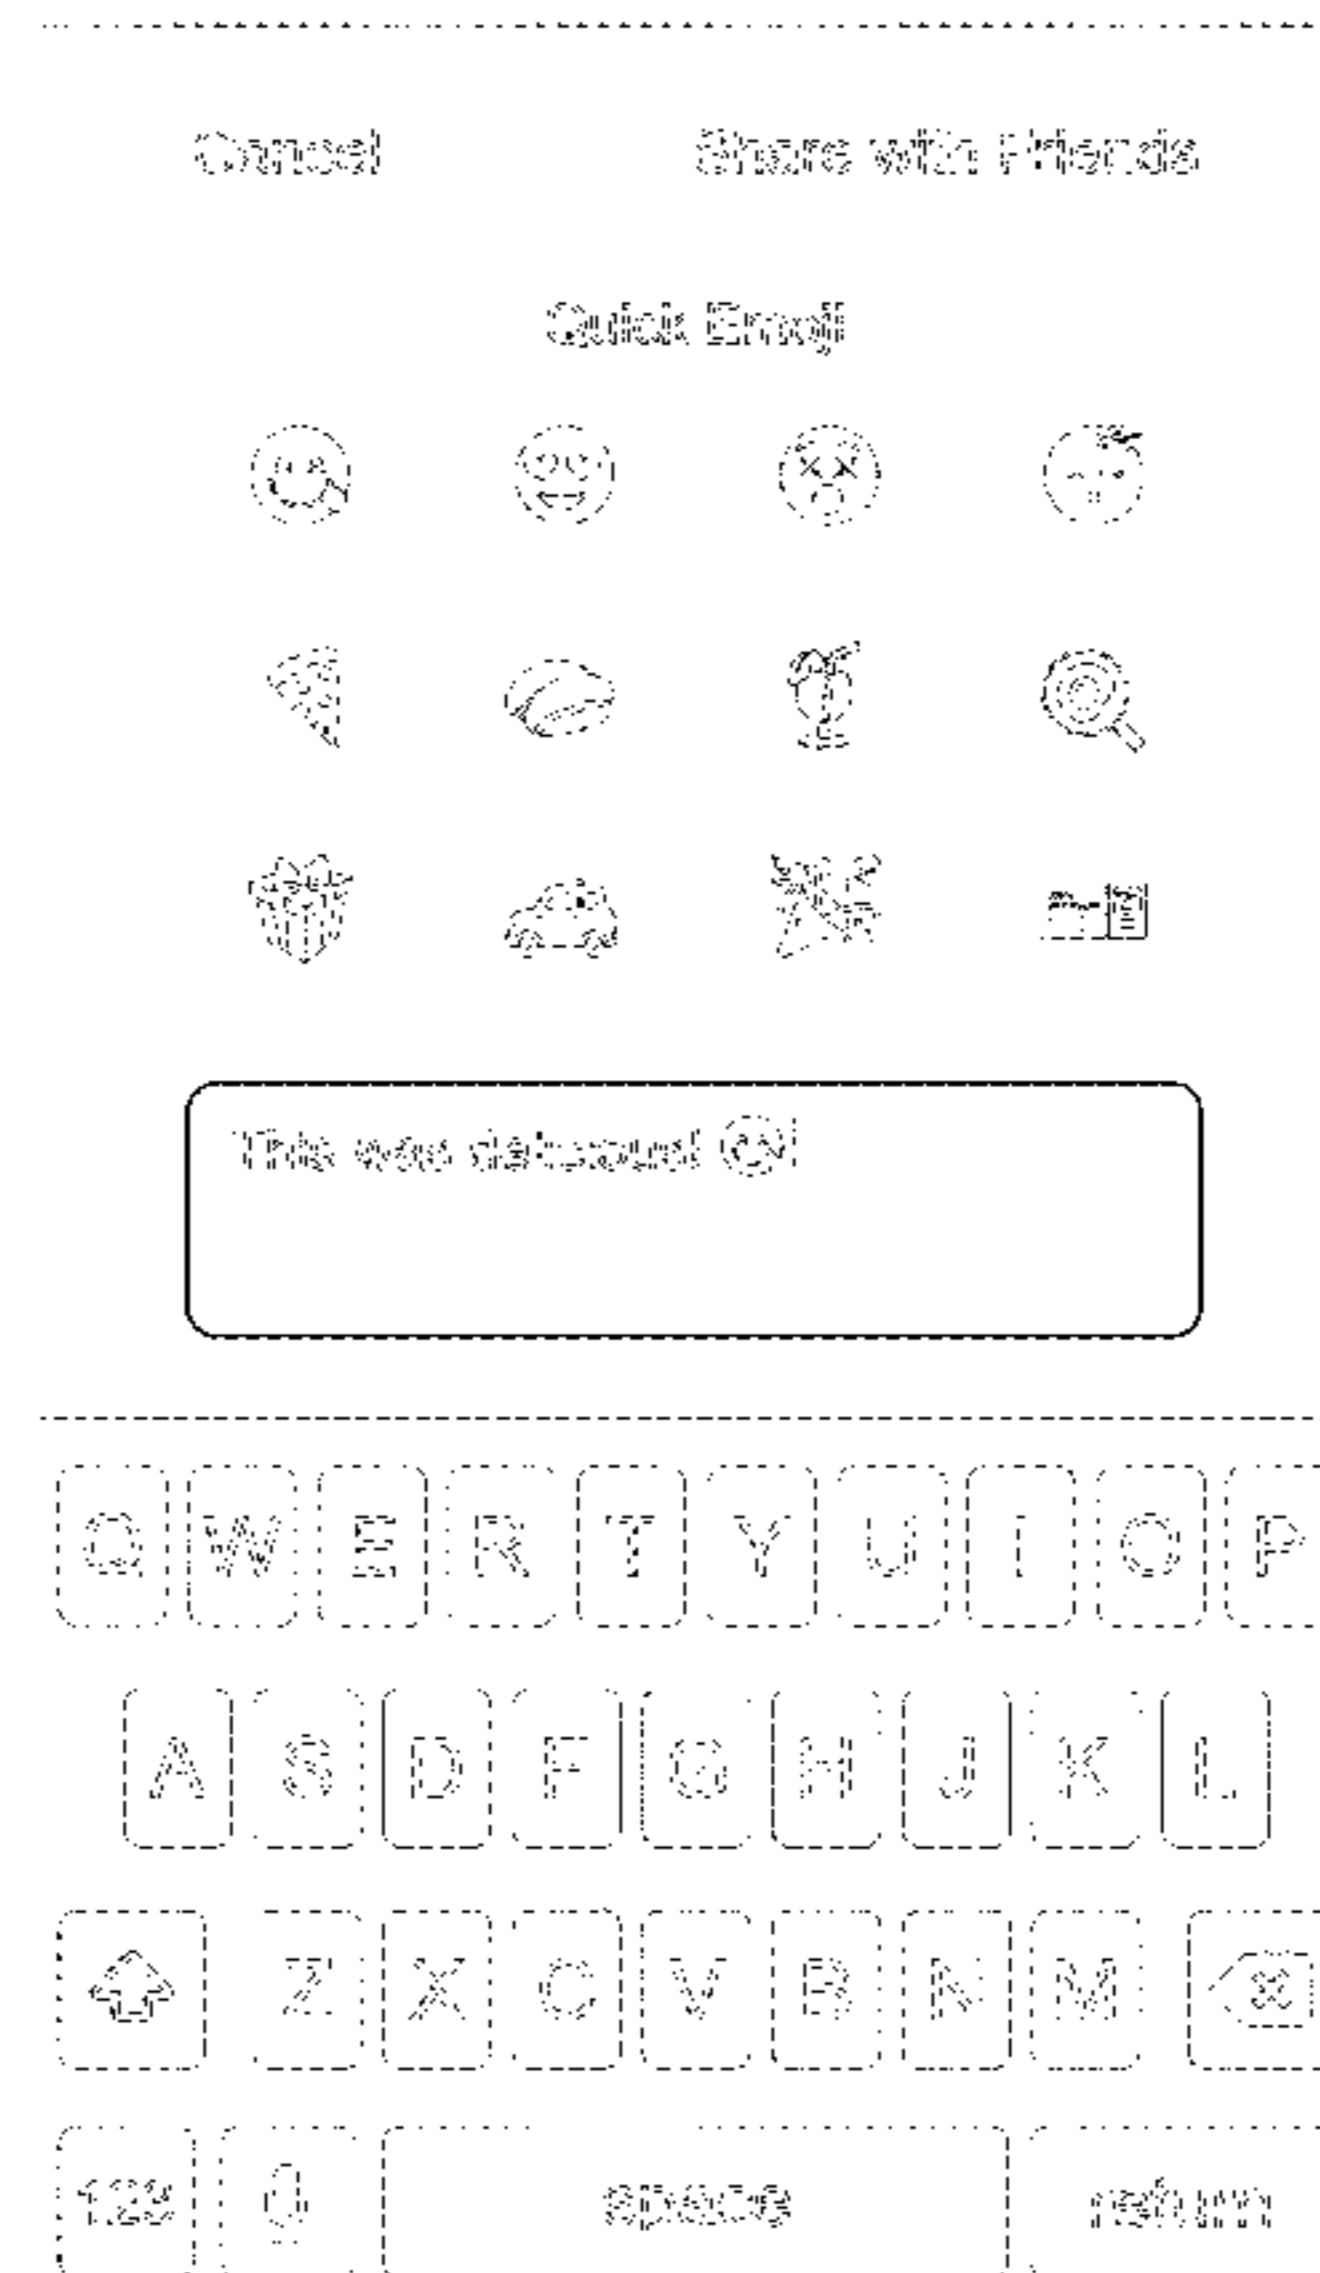 Cancel Share with Friends
Quick Emoji
This was delicious!
Q W E R T Y U I O P
A S D F G H J K L
Z X C V B N M
123 space return